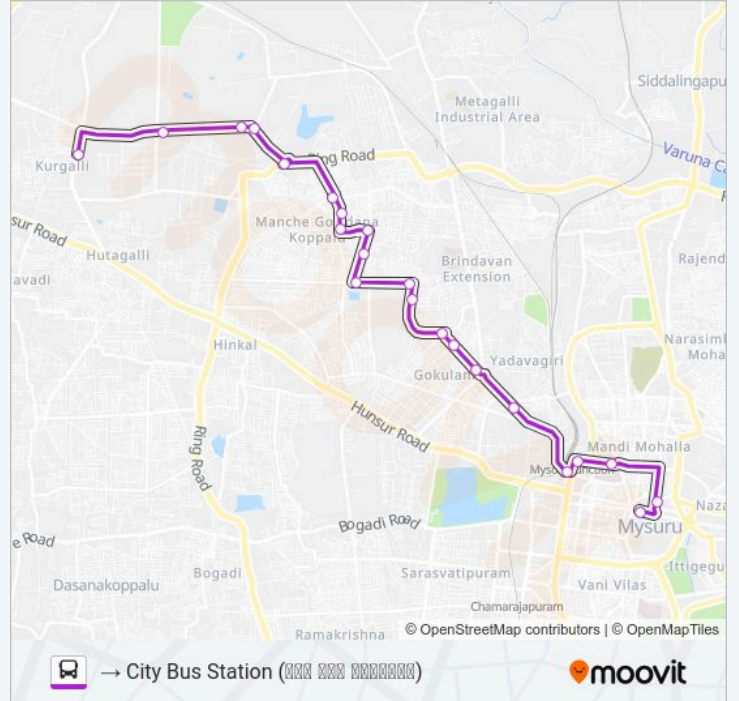 Siddalingapu
Metagalli
Industrial Area
Varuna Ca
Ring Road
Kurgalli
Manche Gowdana
Koppalu
sur Road
Hutagalli
Rajend
avadi
Brindavan
Extension
Narasim
Moha
Hinkal
Yadavagiri
Gokulam
Hunsur Road
Ring Road
Mandi Mohalla
Mysuru Junction
Naza
Bogadi Road
Mysuru
e Road
Ittigegu
Dasanakoppalu
Bogadi
Sarasvatipuram
Vani Vilas
Chamarajapuram
Ramakrishna
© OpenStreetMap contributors | © OpenMapTiles
→ City Bus Station (
moovit